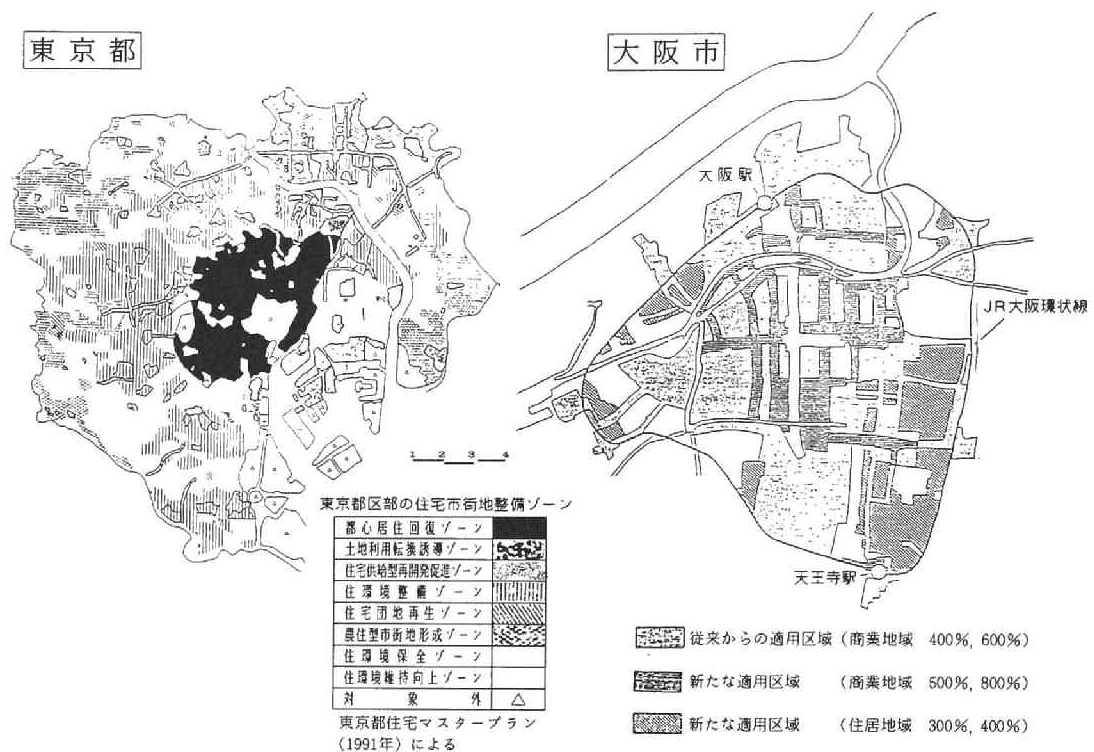 東京都
大阪市
大阪駅
JR大阪環状線
天王寺駅
1 2 3 4
東京都区部の住宅市街地整備ゾーン
都心居住回復ゾーン
土地利用転換誘導ゾーン
住宅供給型再開発促進ゾーン
住環境整備ゾーン
住宅団地再生ゾーン
農住型市街地形成ゾーン
住環境保全ゾーン
住環境維持向上ゾーン
対象外 △
東京都住宅マスタープラン
(1991年)による
従来からの適用区域 (商業地域 400%, 600%)
新たな適用区域 (商業地域 500%, 800%)
新たな適用区域 (住居地域 300%, 400%)